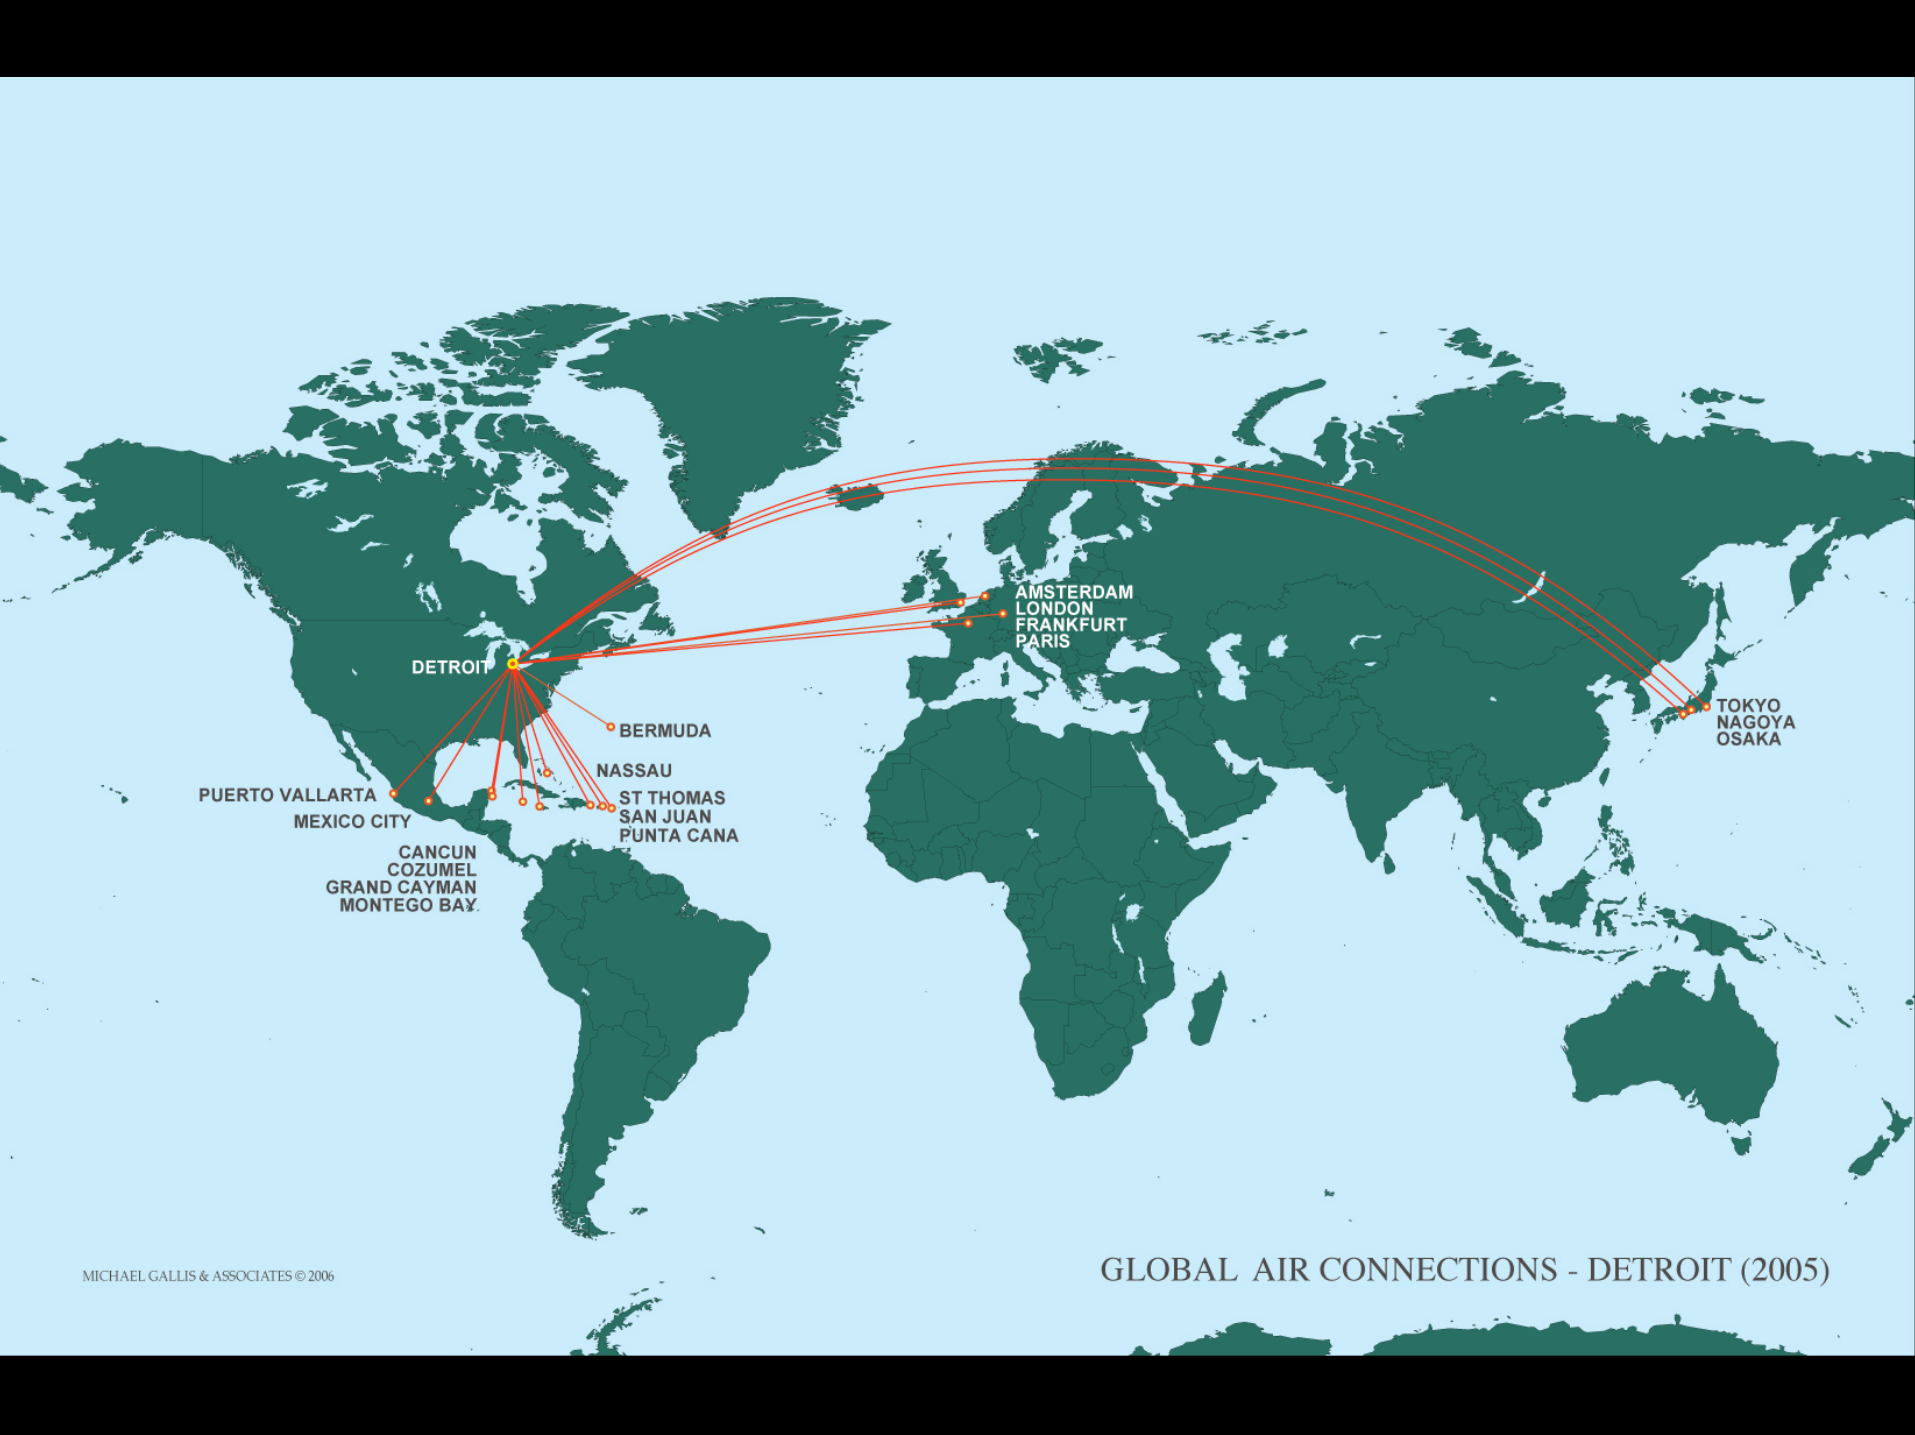 AMSTERDAM
LONDON
FRANKFURT
PARIS
DETROIT
TOKYO
NAGOYA
OSAKA
BERMUDA
NASSAU
PUERTO VALLARTA
MEXICO CITY
ST THOMAS
SAN JUAN
PUNTA CANA
CANCUN
COZUMEL
GRAND CAYMAN
MONTEGO BAY
MICHAEL GALLIS & ASSOCIATES © 2006
GLOBAL AIR CONNECTIONS - DETROIT (2005)